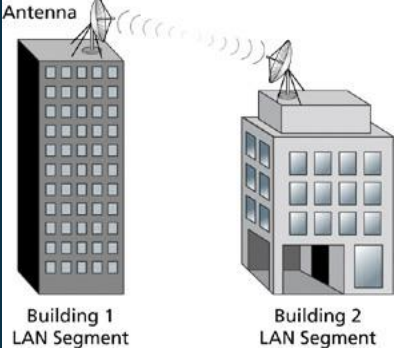 Antenna
Building 1
LAN Segment
Building 2
LAN Segment